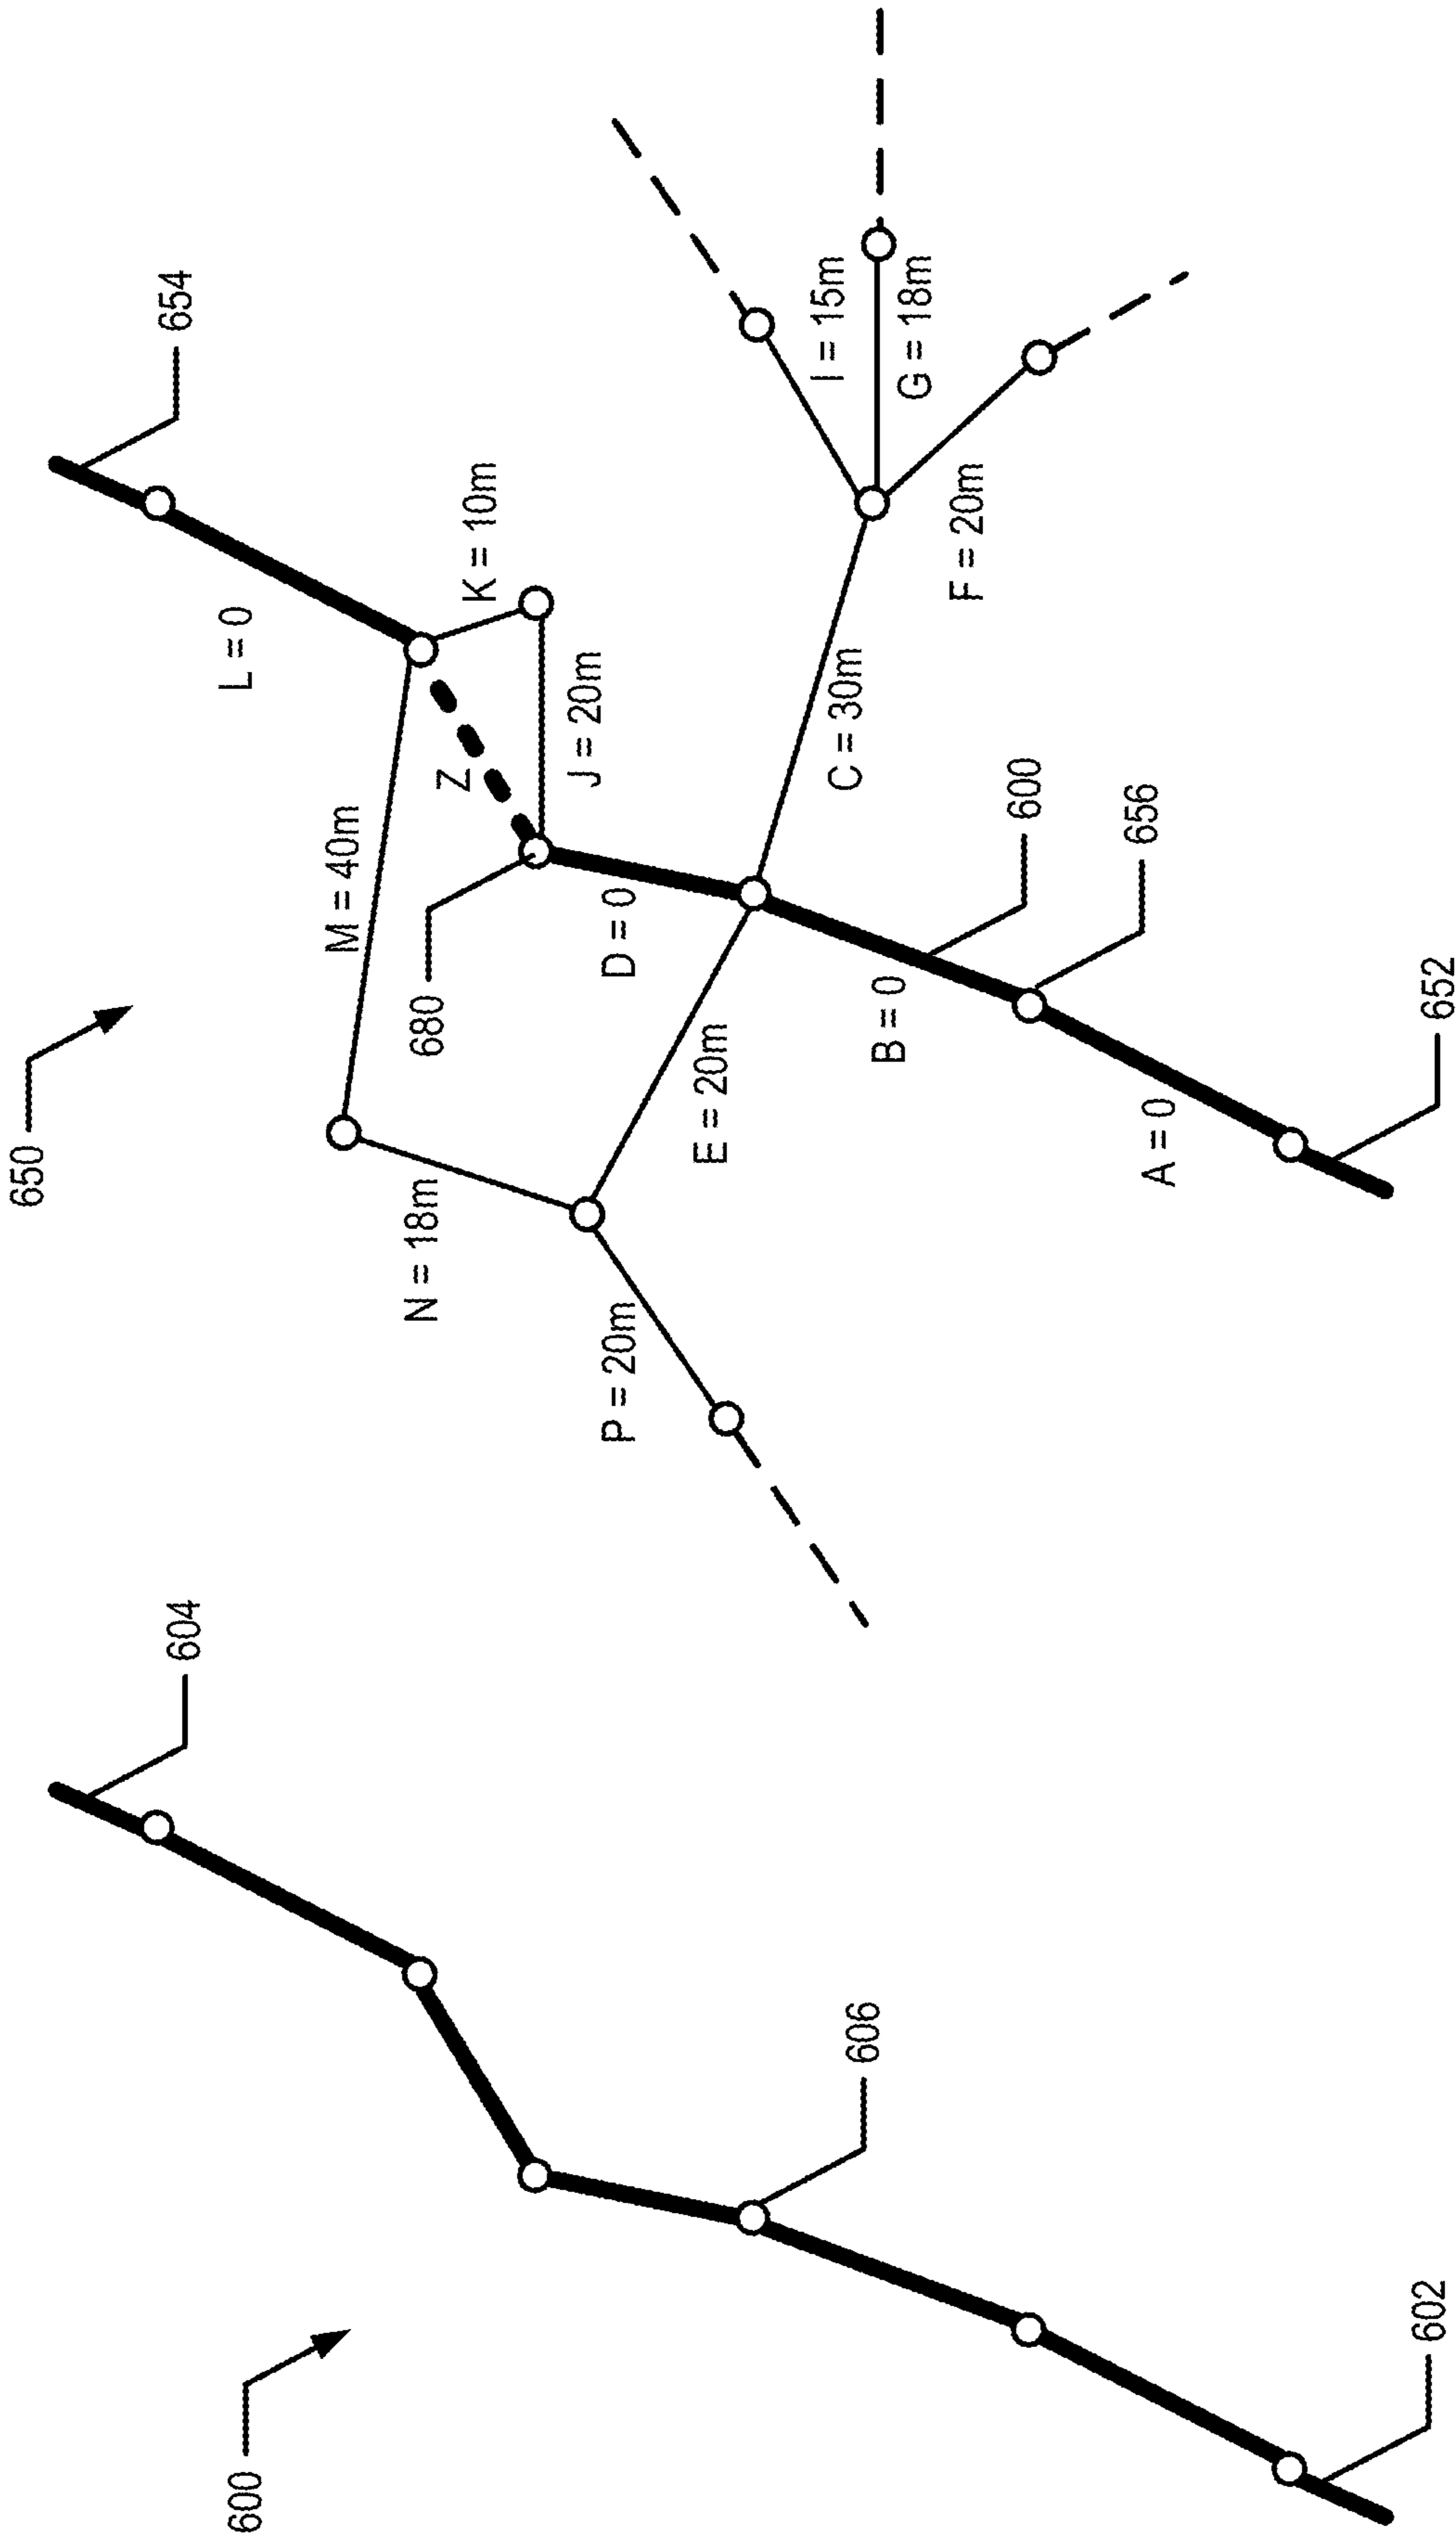 600
602
604
606
650
652
654
656
600
680
A = 0
B = 0
C = 30m
D = 0
E = 20m
F = 20m
G = 18m
I = 15m
J = 20m
K = 10m
L = 0
M = 40m
N = 18m
P = 20m
Z